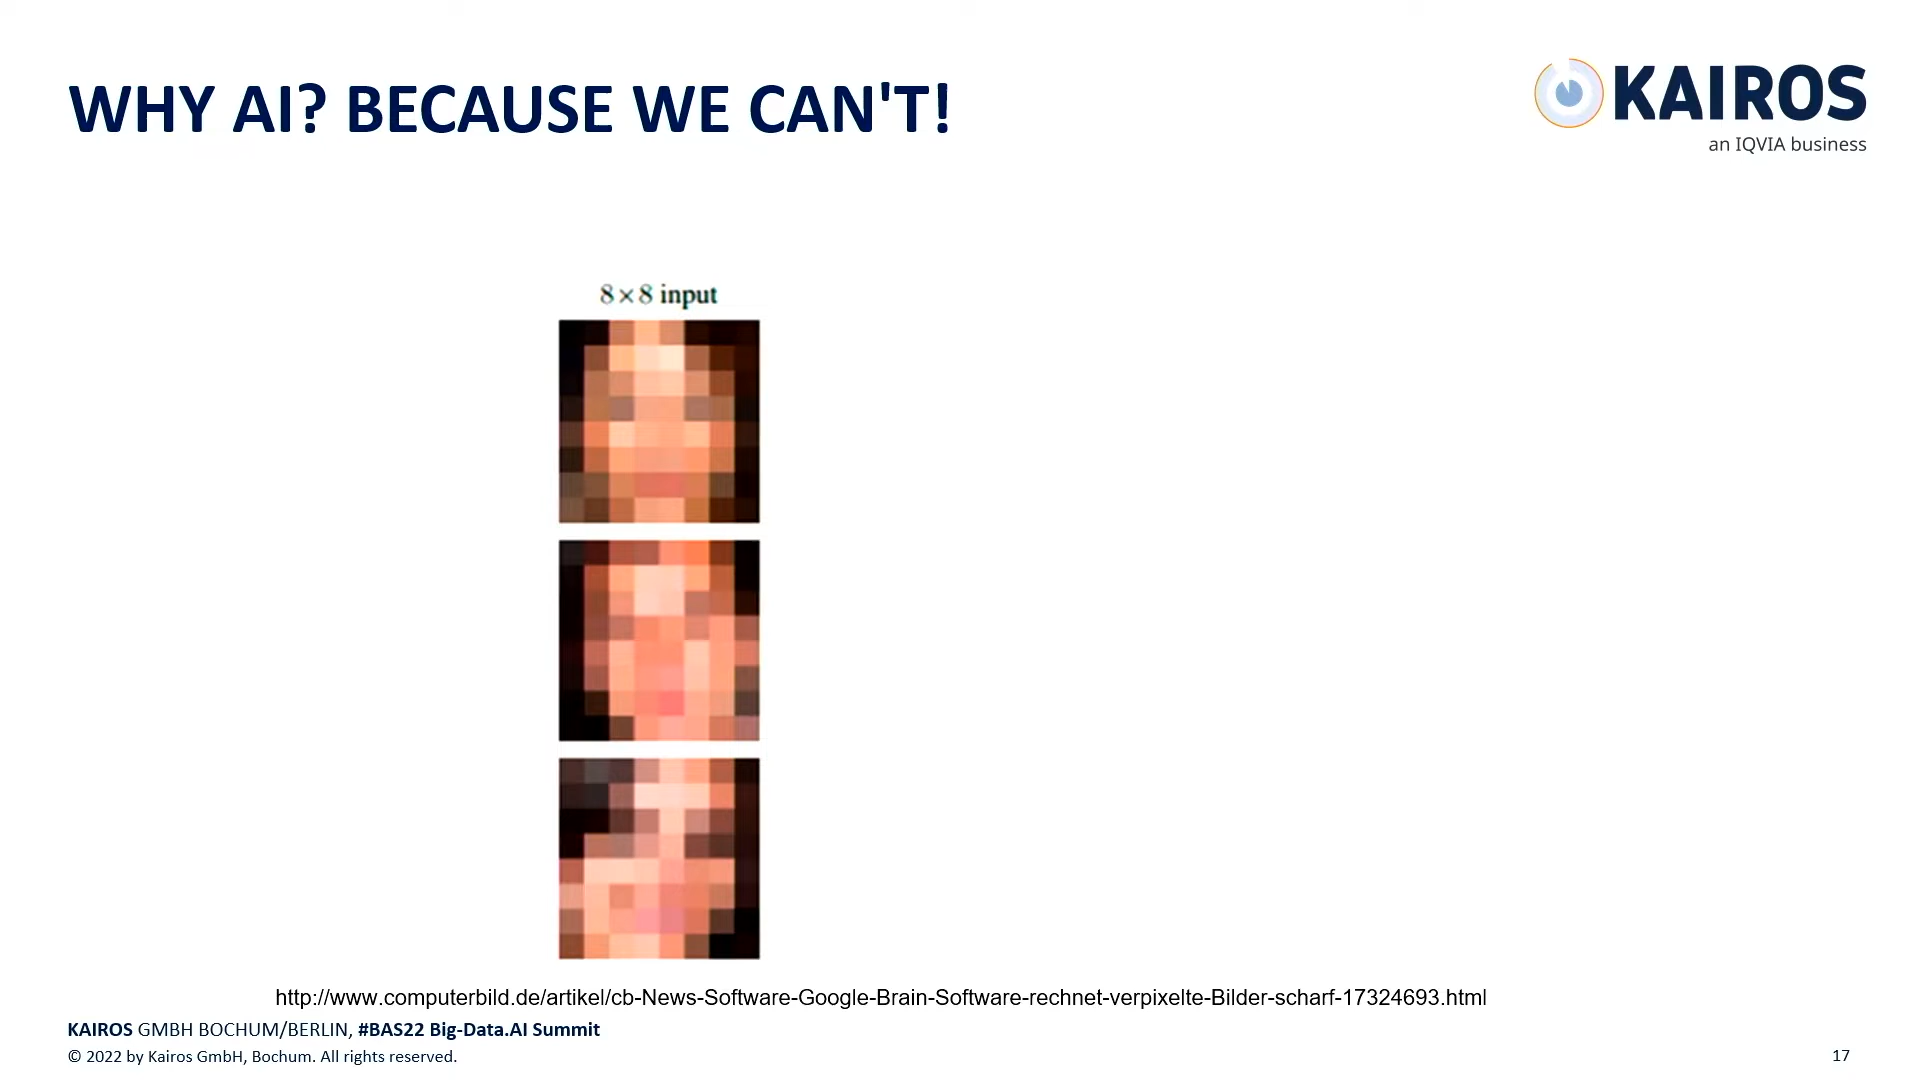 WHY AI? BECAUSE WE CAN'T!
KAIROS
an IQVIA business
8×8 input
http://www.computerbild.de/artikel/cb-News-Software-Google-Brain-Software-rechnet-verpixelte-Bilder-scharf-17324693.html
KAIROS GMBH BOCHUM/BERLIN, #BAS22 Big-Data.AI Summit
© 2022 by Kairos GmbH, Bochum. All rights reserved.
17